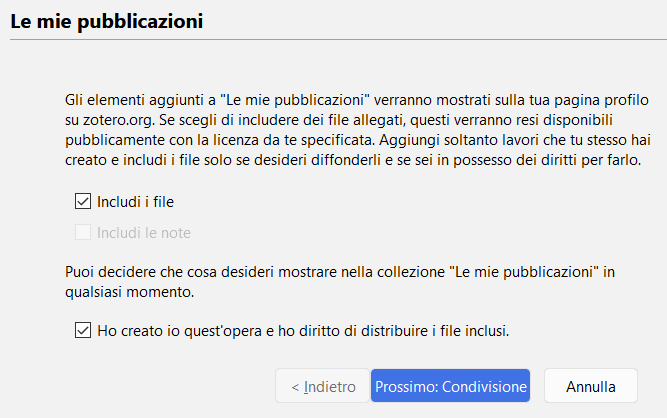 Le mie pubblicazioni
Gli elementi aggiunti a "Le mie pubblicazioni" verranno mostrati sulla tua pagina profilo
su zotero.org. Se scegli di includere dei file allegati, questi verranno resi disponibili
pubblicamente con la licenza da te specificata. Aggiungi soltanto lavori che tu stesso hai
creato e includi i file solo se desideri diffonderli e se sei in possesso dei diritti per farlo.
Includi i file
Includi le note
Puoi decidere che cosa desideri mostrare nella collezione "Le mie pubblicazioni" in
qualsiasi momento.
Ho creato io quest'opera e ho diritto di distribuire i file inclusi.
< Indietro
Prossimo: Condivisione
Annulla